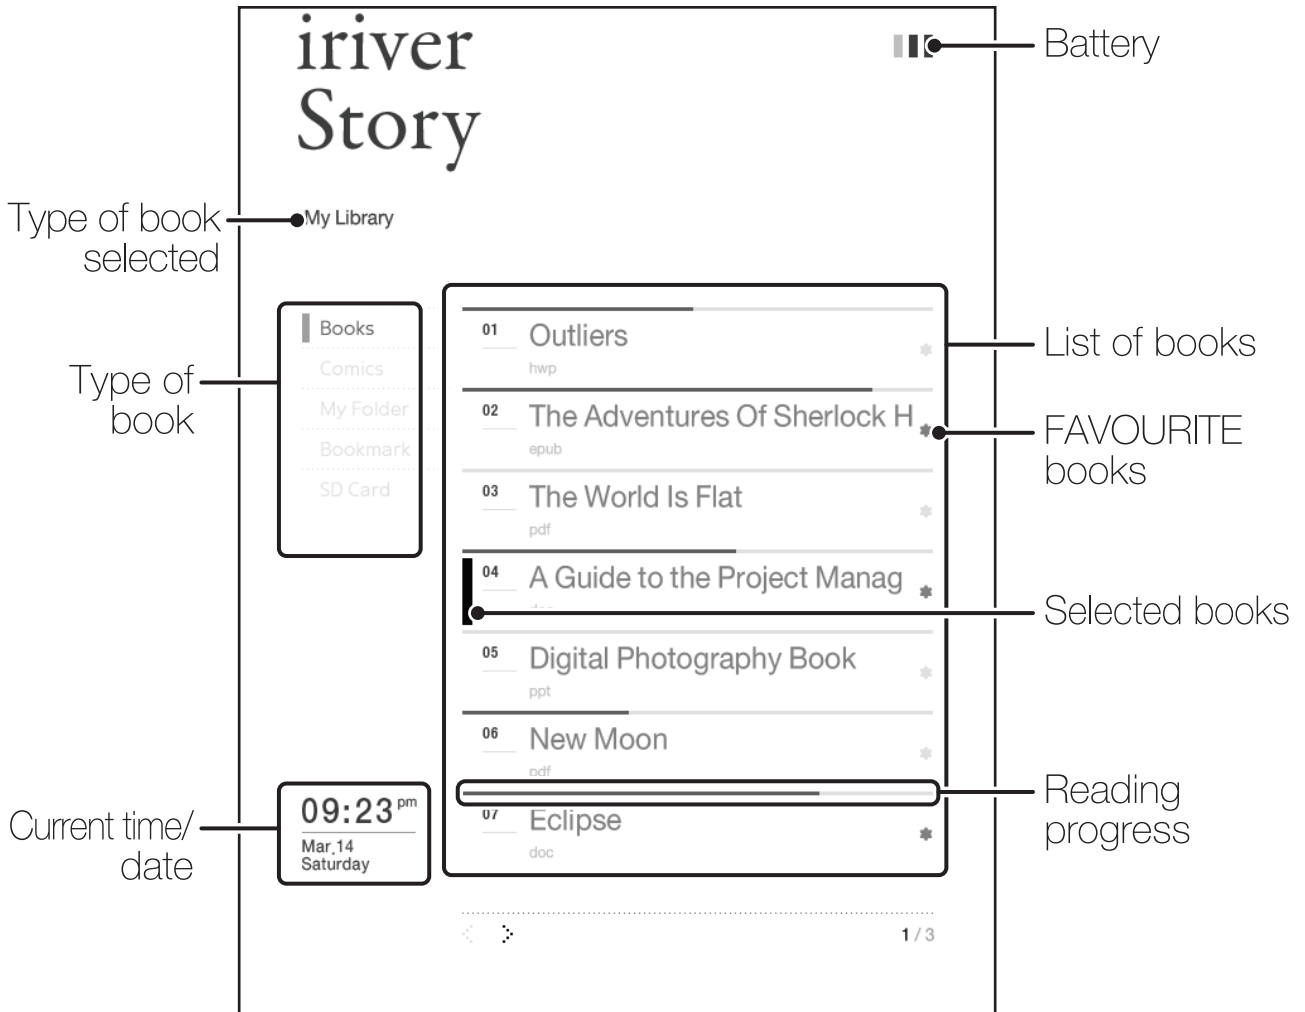 iriver
Story
Battery
Type of book
selected
My Library
Type of
book
Books
Comics
My Folder
Bookmark
SD Card
01 Outliers
hwp
02 The Adventures Of Sherlock H
epub
03 The World Is Flat
pdf
04 A Guide to the Project Manag
05 Digital Photography Book
ppt
06 New Moon
pdf
07 Eclipse
doc
List of books
FAVOURITE
books
Selected books
Reading
progress
Current time/
date
09:23 pm
Mar.14
Saturday
< >
1 / 3